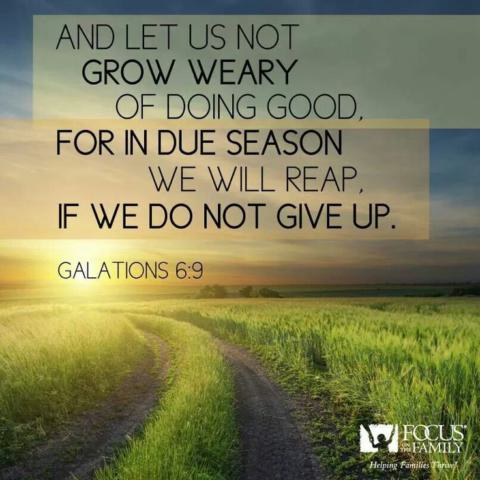 AND LET US NOT
GROW WEARY
OF DOING GOOD,
FOR IN DUE SEASON
WE WILL REAP,
IF WE DO NOT GIVE UP.
GALATIONS 6:9
FOCUS
ON THE
FAMILY
Helping Families Thrive!